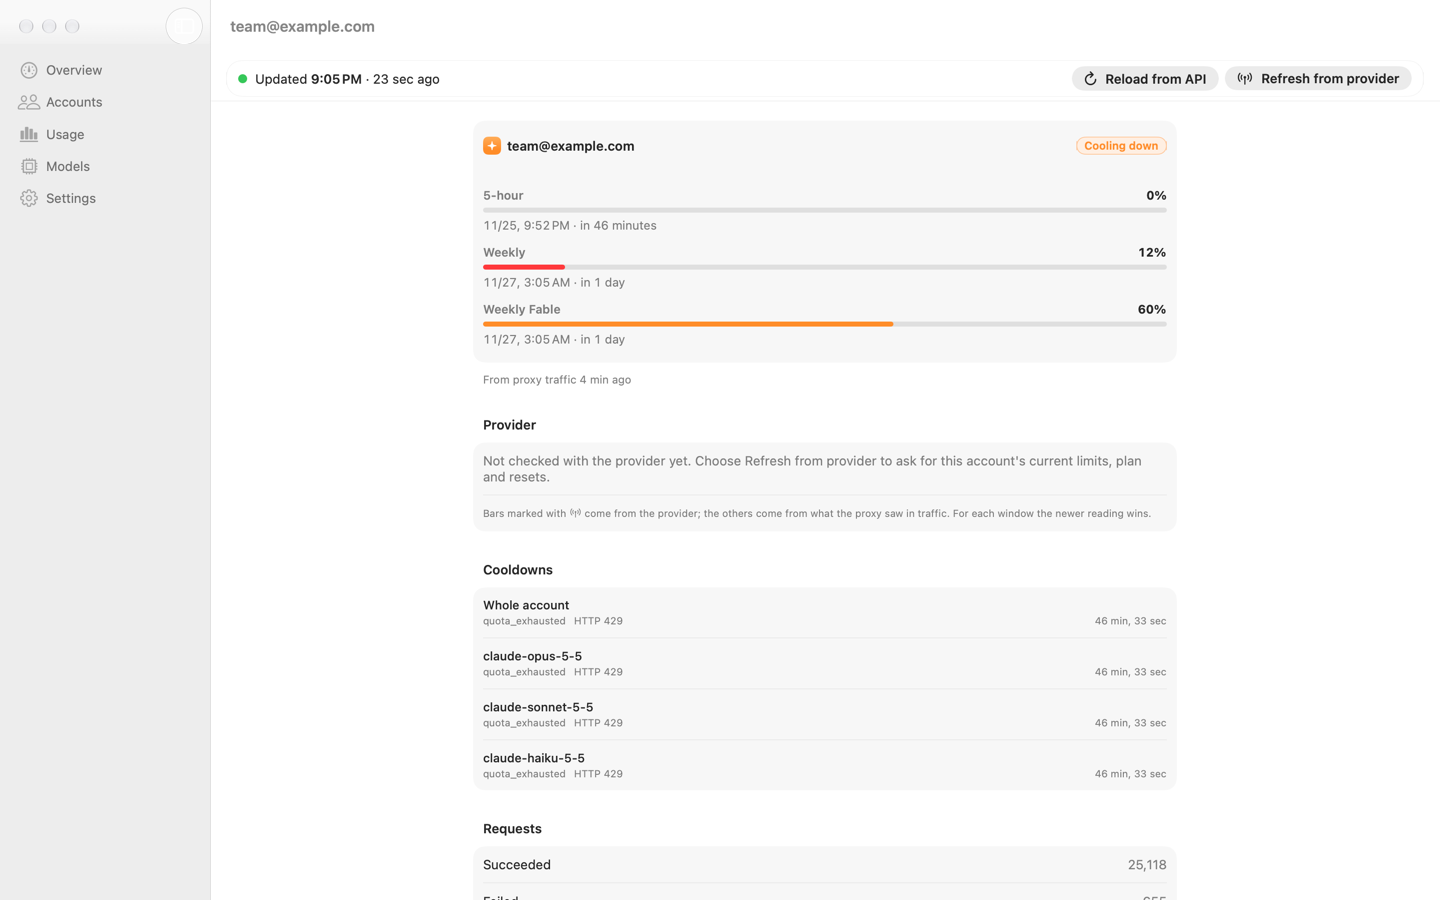 team@example.com
Overview
Accounts
Usage
Models
Settings
Updated 9:05 PM · 23 sec ago
Reload from API
Refresh from provider
team@example.com
Cooling down
5-hour
0%
11/25, 9:52 PM · in 46 minutes
Weekly
12%
11/27, 3:05 AM · in 1 day
Weekly Fable
60%
11/27, 3:05 AM · in 1 day
From proxy traffic 4 min ago
Provider
Not checked with the provider yet. Choose Refresh from provider to ask for this account's current limits, plan
and resets.
Bars marked with come from the provider; the others come from what the proxy saw in traffic. For each window the newer reading wins.
Cooldowns
Whole account
quota_exhausted HTTP 429
46 min, 33 sec
claude-opus-5-5
quota_exhausted HTTP 429
46 min, 33 sec
claude-sonnet-5-5
quota_exhausted HTTP 429
46 min, 33 sec
claude-haiku-5-5
quota_exhausted HTTP 429
46 min, 33 sec
Requests
Succeeded
25,118